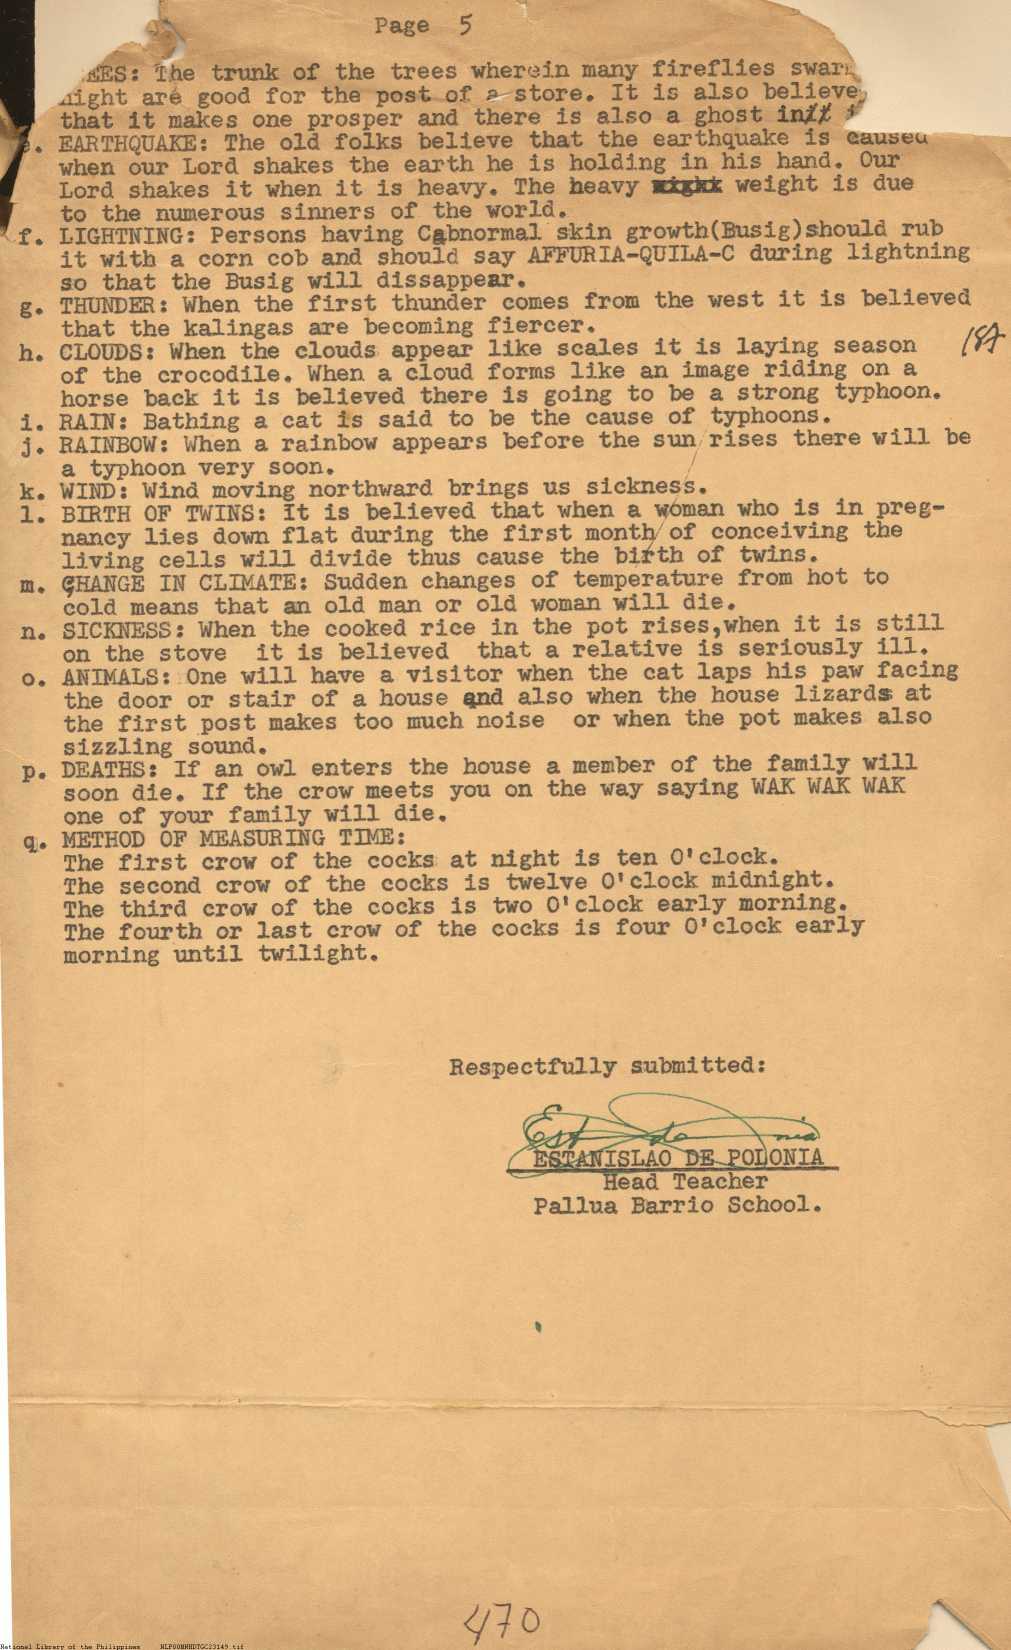 Page 5
EES: The trunk of the trees wherein many fireflies swar
night are good for the post of a store. It is also believe
that it makes one prosper and there is also a ghost in
e. EARTHQUAKE: The old folks believe that the earthquake is caused
when our Lord shakes the earth he is holding in his hand. Our
Lord shakes it when it is heavy. The heavy weight is due
to the numerous sinners of the world.
f. LIGHTNING: Persons having Cabnormal skin growth(Busig)should rub
it with a corn cob and should say AFFURIA-QUILA-C during lightning
so that the Busig will dissappear.
g. THUNDER: When the first thunder comes from the west it is believed
that the kalingas are becoming fiercer.
h. CLOUDS: When the clouds appear like scales it is laying season
of the crocodile. When a cloud forms like an image riding on a
horse back it is believed there is going to be a strong typhoon.
i. RAIN: Bathing a cat is said to be the cause of typhoons.
j. RAINBOW: When a rainbow appears before the sun rises there will be
a typhoon very soon.
k. WIND: Wind moving northward brings us sickness.
l. BIRTH OF TWINS: It is believed that when a woman who is in preg-
nancy lies down flat during the first month of conceiving the
living cells will divide thus cause the birth of twins.
m. CHANGE IN CLIMATE: Sudden changes of temperature from hot to
cold means that an old man or old woman will die.
n. SICKNESS: When the cooked rice in the pot rises,when it is still
on the stove it is believed that a relative is seriously ill.
o. ANIMALS: One will have a visitor when the cat laps his paw facing
the door or stair of a house and also when the house lizards at
the first post makes too much noise or when the pot makes also
sizzling sound.
p. DEATHS: If an owl enters the house a member of the family will
soon die. If the crow meets you on the way saying WAK WAK WAK
one of your family will die.
q. METHOD OF MEASURING TIME:
The first crow of the cocks at night is ten O'clock.
The second crow of the cocks is twelve O'clock midnight.
The third crow of the cocks is two O'clock early morning.
The fourth or last crow of the cocks is four O'clock early
morning until twilight.
Respectfully submitted:
ESTANISLAO DE POLONIA
Head Teacher
Pallua Barrio School.
470
National Library of the Philippines NLP00MNHDTGC23149.tif